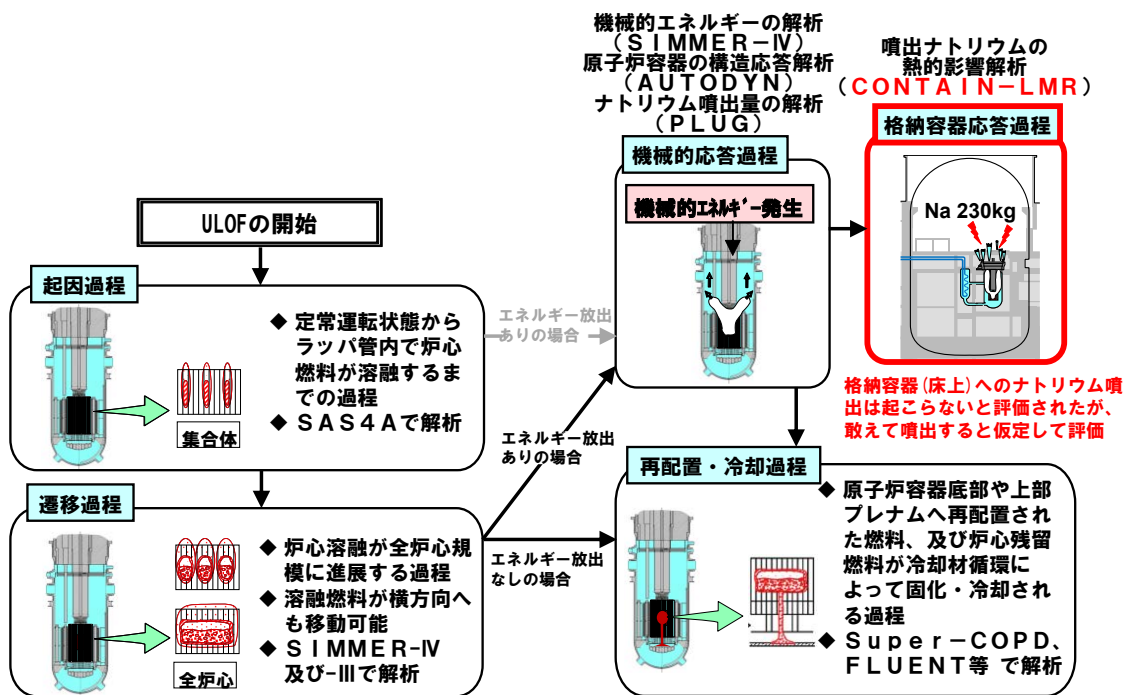 機械的エネルギーの解析
（ＳＩＭＭＥＲ－Ⅳ）
原子炉容器の構造応答解析
（ＡＵＴＯＤＹＮ）
ナトリウム噴出量の解析
（ＰＬＵＧ）
噴出ナトリウムの
熱的影響解析
（ＣＯＮＴＡＩＮ－ＬＭＲ）
格納容器応答過程
Na 230kg
格納容器(床上)へのナトリウム噴
出は起こらないと評価されたが、
敢えて噴出すると仮定して評価
機械的応答過程
機械的エネルギー発生
ULOFの開始
起因過程
◆ 定常運転状態から
ラッパ管内で炉心
燃料が溶融するま
での過程
◆ ＳＡＳ４Ａで解析
集合体
エネルギー放出
ありの場合
エネルギー放出
ありの場合
エネルギー放出
なしの場合
遷移過程
◆ 炉心溶融が全炉心規
模に進展する過程
◆ 溶融燃料が横方向へ
も移動可能
◆ ＳＩＭＭＥＲ-Ⅳ
及び-Ⅲで解析
全炉心
再配置・冷却過程
◆ 原子炉容器底部や上部
プレナムへ再配置され
た燃料、及び炉心残留
燃料が冷却材循環に
よって固化・冷却され
る過程
◆ Ｓｕｐｅｒ－ＣＯＰＤ、
ＦＬＵＥＮＴ等 で解析